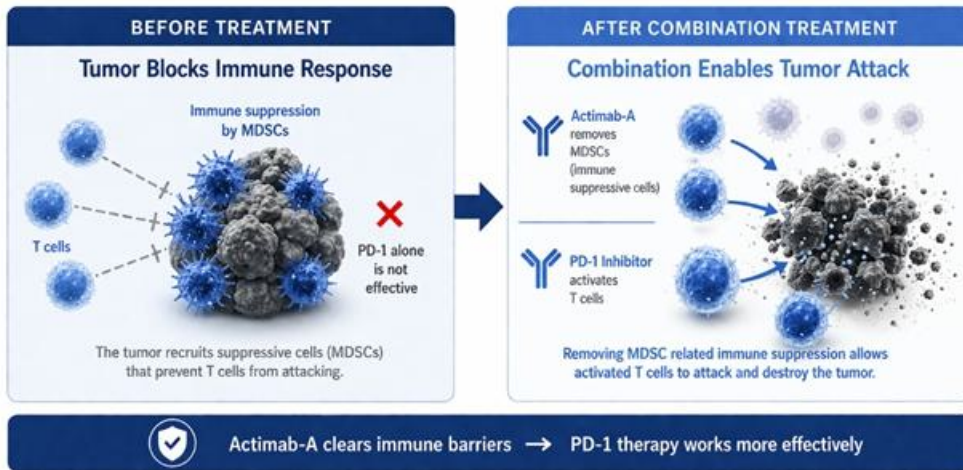 BEFORE TREATMENT
Tumor Blocks Immune Response
Immune suppression
by MDSCs
T cells
PD-1 alone
is not
effective
The tumor recruits suppressive cells (MDSCs)
that prevent T cells from attacking.
AFTER COMBINATION TREATMENT
Combination Enables Tumor Attack
Actimab-A
removes
MDSCs
(immune
suppressive cells)
PD-1 Inhibitor
activates
T cells
Removing MDSC related immune suppression allows
activated T cells to attack and destroy the tumor.
Actimab-A clears immune barriers → PD-1 therapy works more effectively